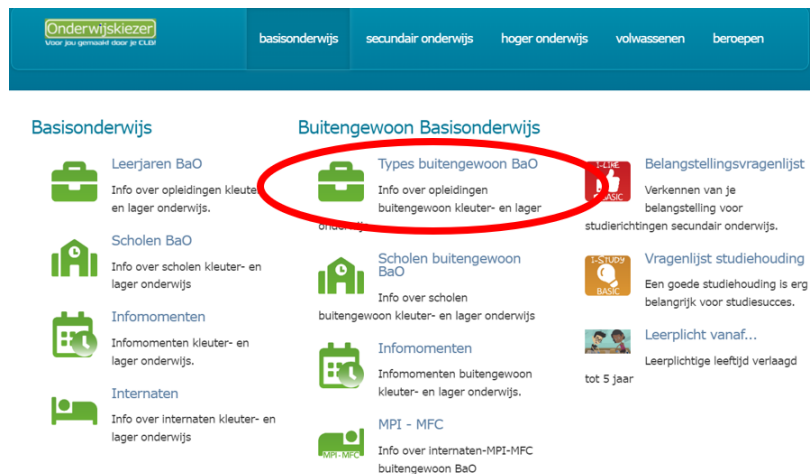 Onderwijskiezer
Voor jou gemaakt door je CLB!
basisonderwijs
secundair onderwijs
hoger onderwijs
volwassenen
beroepen
Basisonderwijs
Leerjaren BaO
Info over opleidingen kleuter-
en lager onderwijs.
Scholen BaO
Info over scholen kleuter- en
lager onderwijs
Infomomenten
Infomomenten kleuter- en
lager onderwijs.
Internaten
Info over internaten kleuter- en
lager onderwijs
Buitengewoon Basisonderwijs
Types buitengewoon BaO
Info over opleidingen
buitengewoon kleuter- en lager
onderwijs
Scholen buitengewoon
BaO
Info over scholen
buitengewoon kleuter- en lager onderwijs
Infomomenten
Infomomenten buitengewoon
kleuter- en lager onderwijs.
MPI - MFC
MPI-MFC
Info over internaten-MPI-MFC
buitengewoon BaO
I-LIKE
BASIC
Belangstellingsvragenlijst
Verkennen van je
belangstelling voor
studierichtingen secundair onderwijs.
I-STUDY
BASIC
Vragenlijst studiehouding
Een goede studiehouding is erg
belangrijk voor studiesucces.
Leerplicht vanaf...
Leerplichtige leeftijd verlaagd
tot 5 jaar